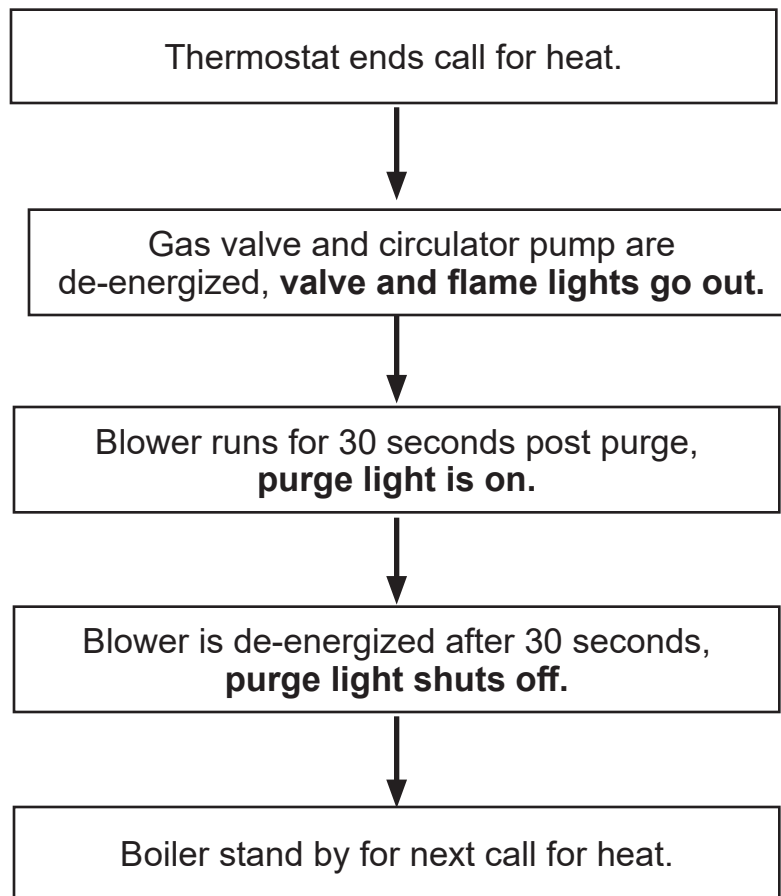 Thermostat ends call for heat.
Gas valve and circulator pump are
de-energized, valve and flame lights go out.
Blower runs for 30 seconds post purge,
purge light is on.
Blower is de-energized after 30 seconds,
purge light shuts off.
Boiler stand by for next call for heat.